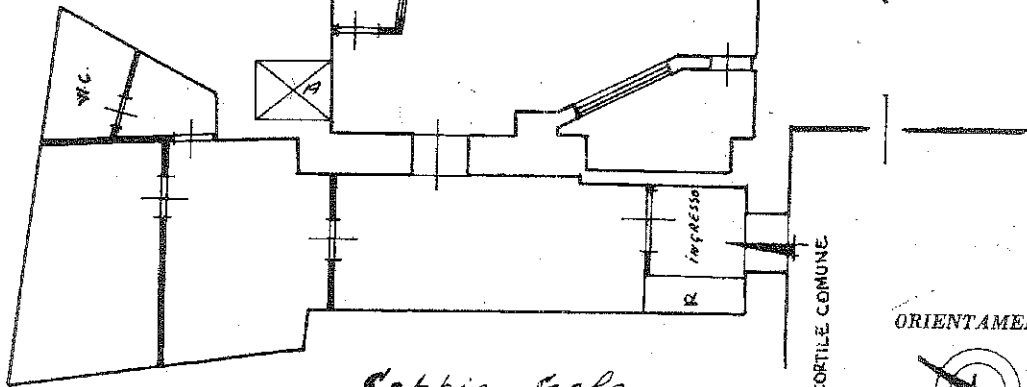 W.C.
A
INGRESSO
R
CORTILE COMUNE
ORIENTAME